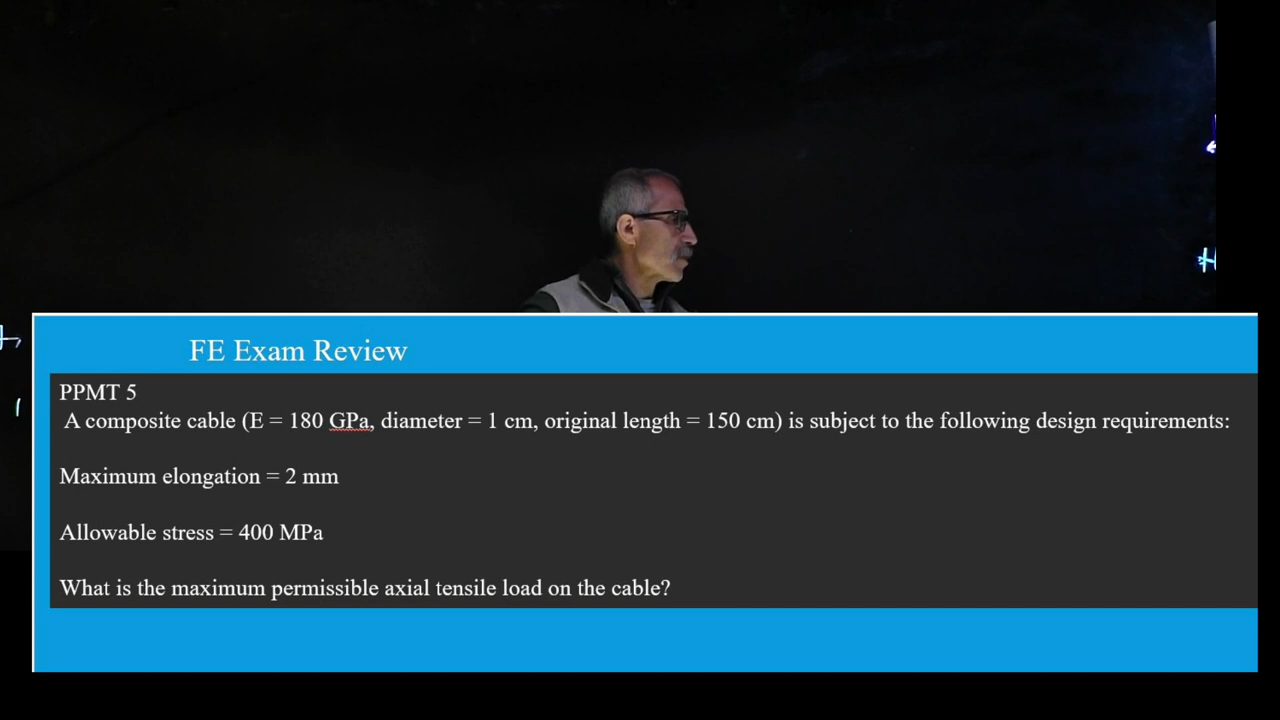 FE Exam Review
PPMT 5
A composite cable (E = 180 GPa, diameter = 1 cm, original length = 150 cm) is subject to the following design requirements:
Maximum elongation = 2 mm
Allowable stress = 400 MPa
What is the maximum permissible axial tensile load on the cable?